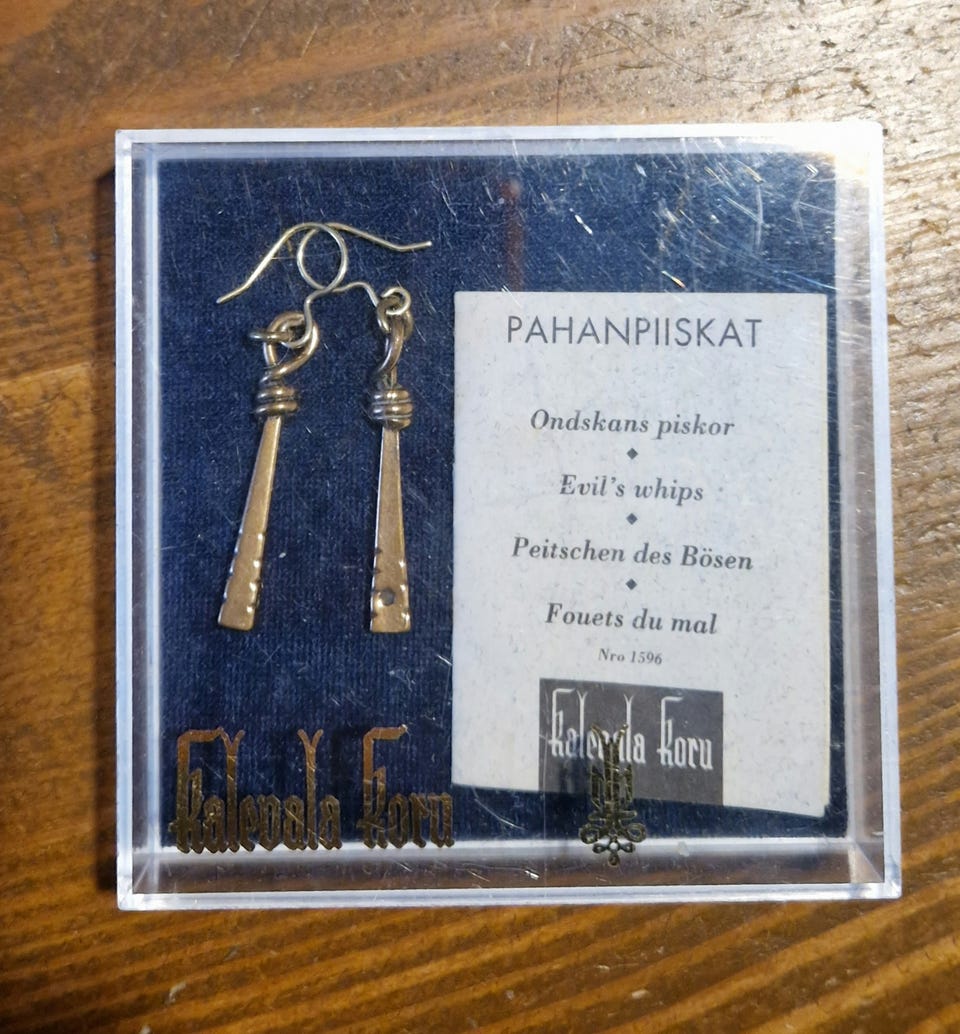 PAHANPIISKAT
Ondskans piskor
Evil's whips
Peitschen des Bösen
Fouets du mal
Nro 1596
Kalevala Koru
Kalevala Koru